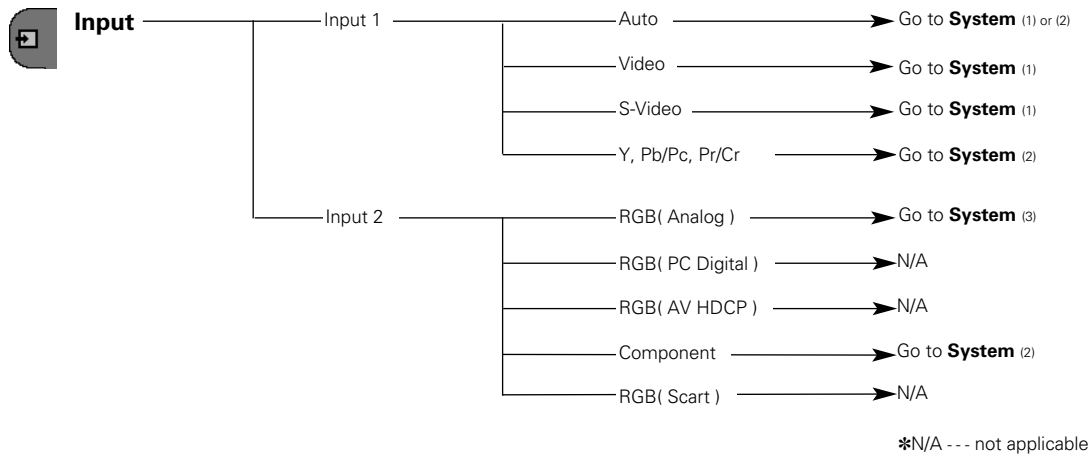 Input Input 1 Auto Go to System (1) or (2)
Video Go to System (1)
S-Video Go to System (1)
Y, Pb/Pc, Pr/Cr Go to System (2)
Input 2 RGB( Analog ) Go to System (3)
RGB( PC Digital ) N/A
RGB( AV HDCP ) N/A
Component Go to System (2)
RGB( Scart ) N/A
✽N/A - - - not applicable